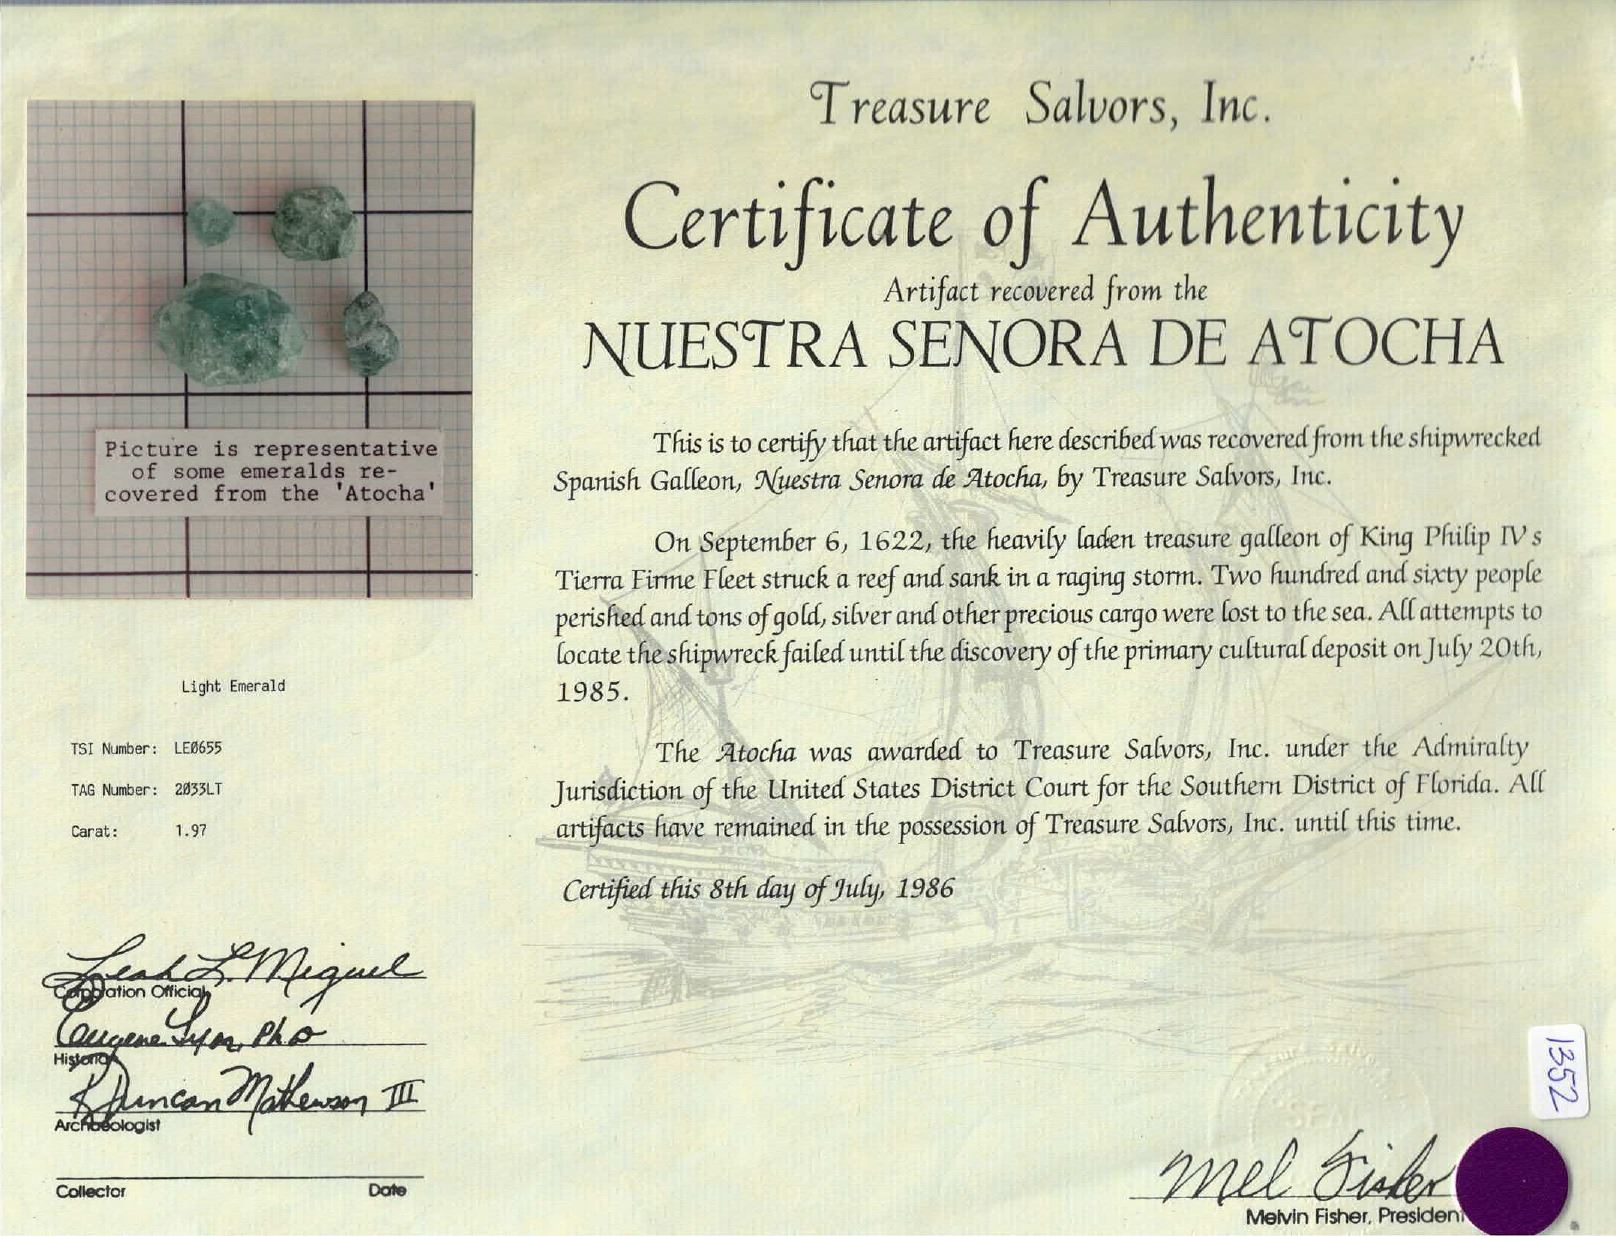 Treasure Salvors, Inc.
Certificate of Authenticity
Artifact recovered from the
NUESTRA SENORA DE ATOCHA
Picture is representative
of some emeralds re-
covered from the 'Atocha'
This is to certify that the artifact here described was recovered from the shipwrecked
Spanish Galleon, Nuestra Senora de Atocha, by Treasure Salvors, Inc.
On September 6, 1622, the heavily laden treasure galleon of King Philip IV's
Tierra Firme Fleet struck a reef and sank in a raging storm. Two hundred and sixty people
perished and tons of gold, silver and other precious cargo were lost to the sea. All attempts to
locate the shipwreck failed until the discovery of the primary cultural deposit on July 20th,
1985.
The Atocha was awarded to Treasure Salvors, Inc. under the Admiralty
Jurisdiction of the United States District Court for the Southern District of Florida. All
artifacts have remained in the possession of Treasure Salvors, Inc. until this time.
Certified this 8th day of July, 1986
Light Emerald
TSI Number: LE0655
TAG Number: 2033LT
Carat: 1.97
Leah L. Miguel
Corporation Official
Eugene Lyon, PhD
Historian
R Duncan Mathewson III
Archaeologist
Collector Date
SEAL
1352
Mel Fisher
Melvin Fisher, President